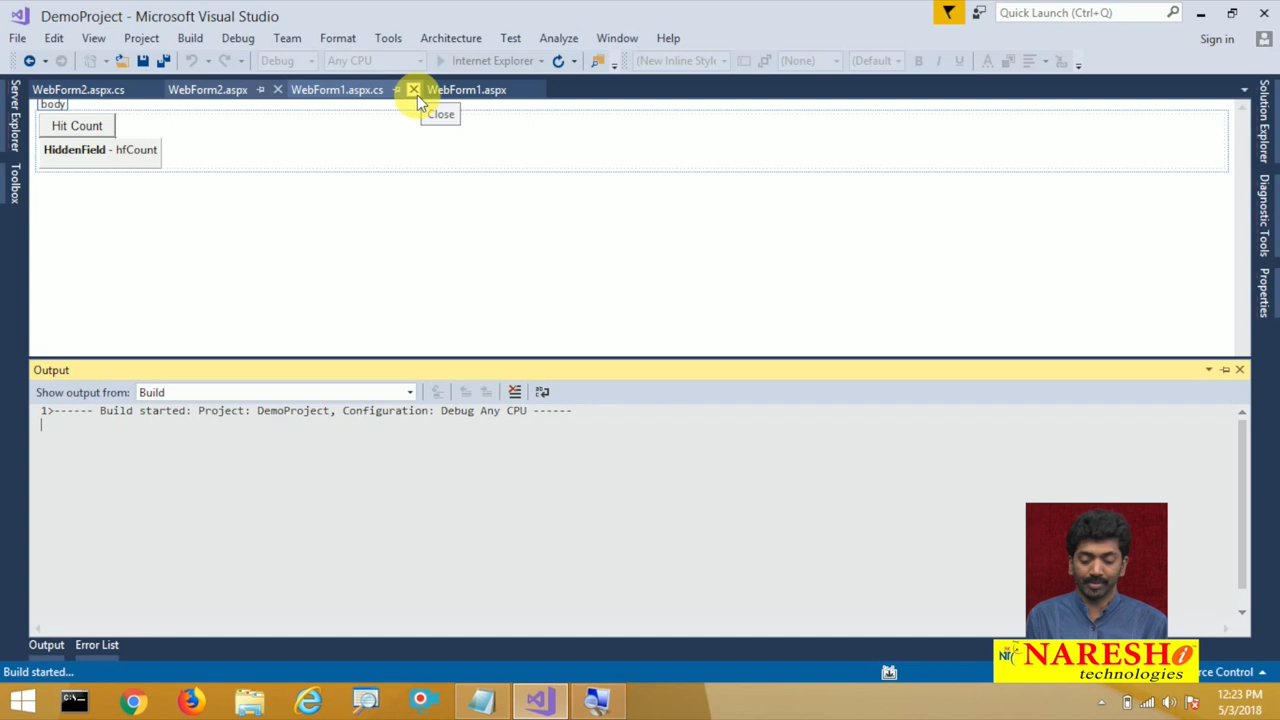 DemoProject - Microsoft Visual Studio
Quick Launch (Ctrl+Q)
File Edit View Project Build Debug Team Format Tools Architecture Test Analyze Window Help
Sign in
Debug Any CPU Internet Explorer (New Inline Style (None) (Default B I U A
WebForm2.aspx.cs WebForm2.aspx WebForm1.aspx.cs WebForm1.aspx
body
Close
Hit Count
HiddenField - hfCount
Server Explorer
Toolbox
Solution Explorer
Diagnostic Tools
Properties
Output
Show output from: Build
1>------ Build started: Project: DemoProject, Configuration: Debug Any CPU ------
Output Error List
Build started...
NARESH i
technologies
rce Control
12:23 PM
5/3/2018